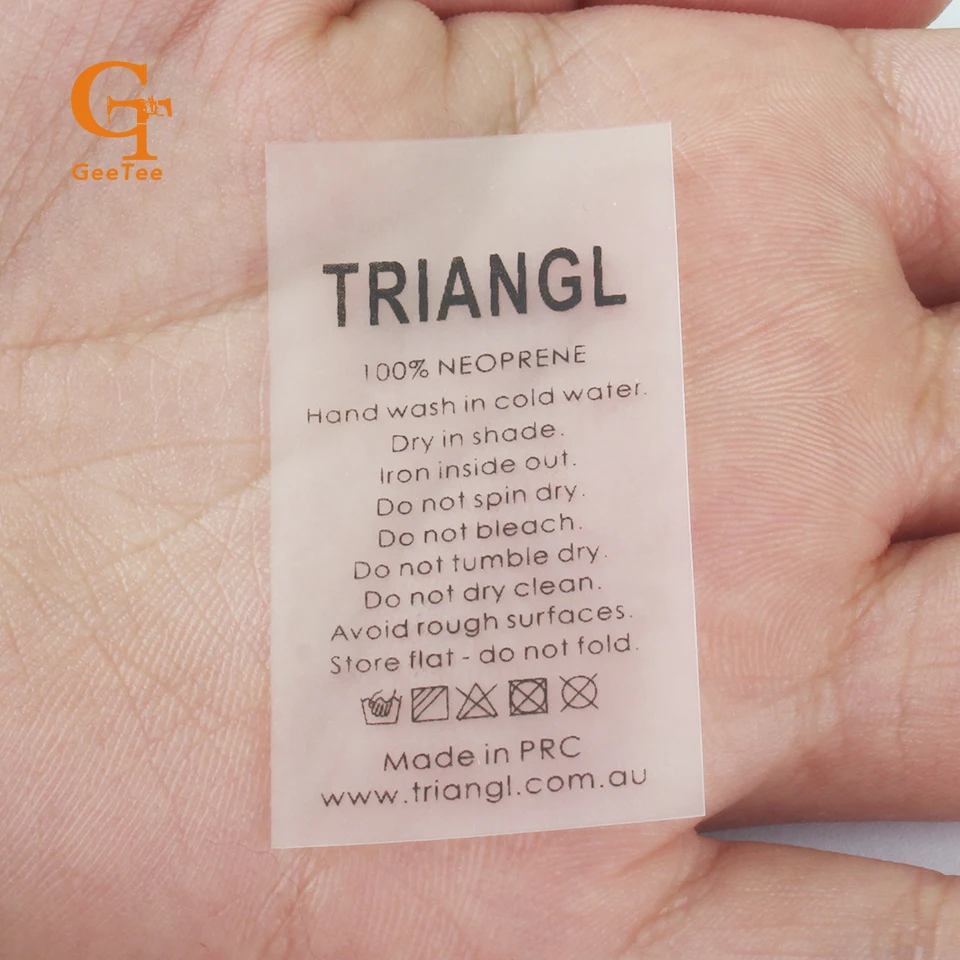 GT
GeeTee
TRIANGL
100% NEOPRENE
Hand wash in cold water.
Dry in shade.
Iron inside out.
Do not spin dry.
Do not bleach.
Do not tumble dry.
Do not dry clean.
Avoid rough surfaces.
Store flat - do not fold.
Made in PRC
www.triangl.com.au